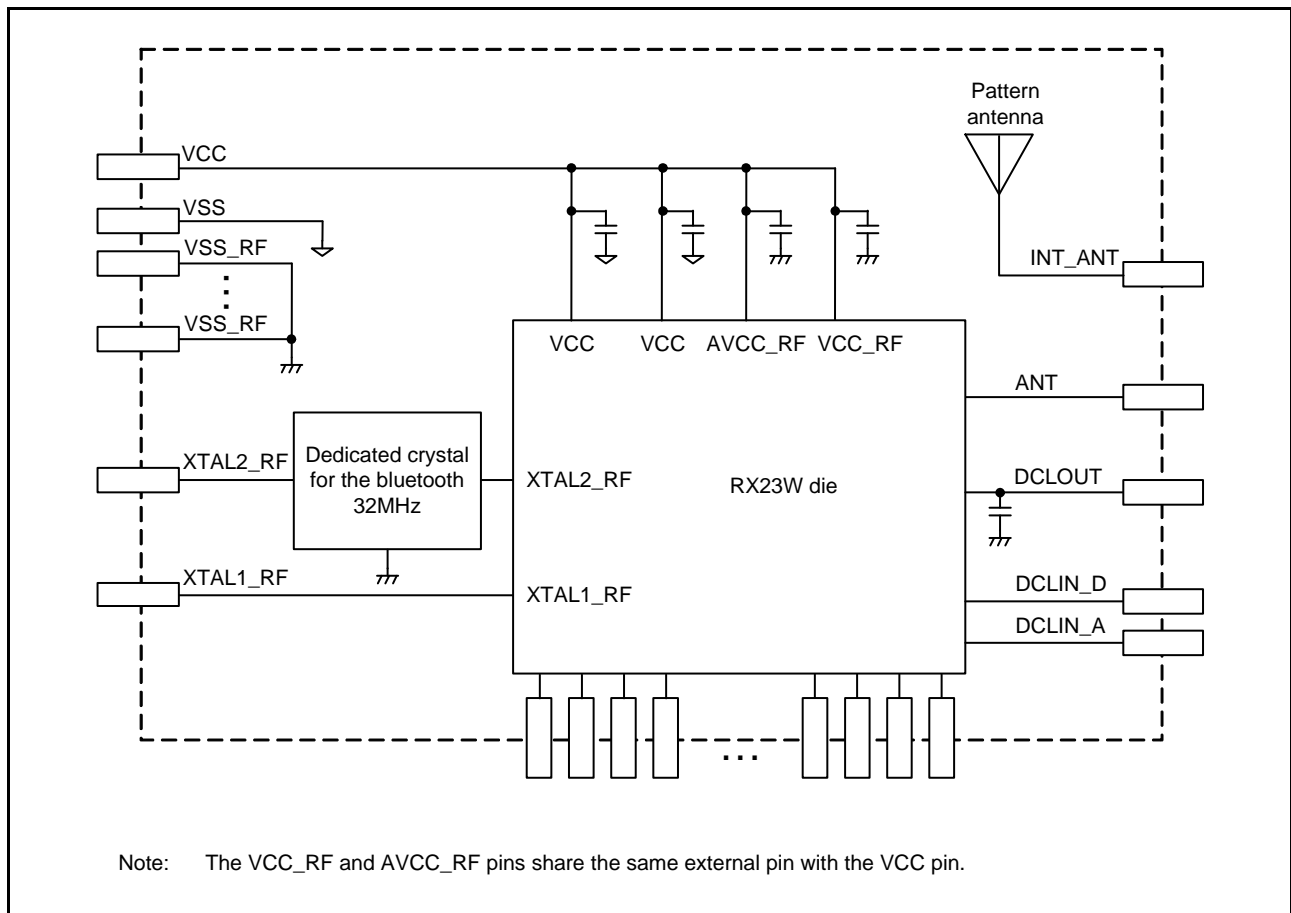 Pattern
antenna
VCC
VSS
VSS_RF
VSS_RF
INT_ANT
VCC VCC AVCC_RF VCC_RF
ANT
XTAL2_RF
Dedicated crystal
for the bluetooth
32MHz
XTAL2_RF
RX23W die
DCLOUT
XTAL1_RF
XTAL1_RF
DCLIN_D
DCLIN_A
...
Note: The VCC_RF and AVCC_RF pins share the same external pin with the VCC pin.